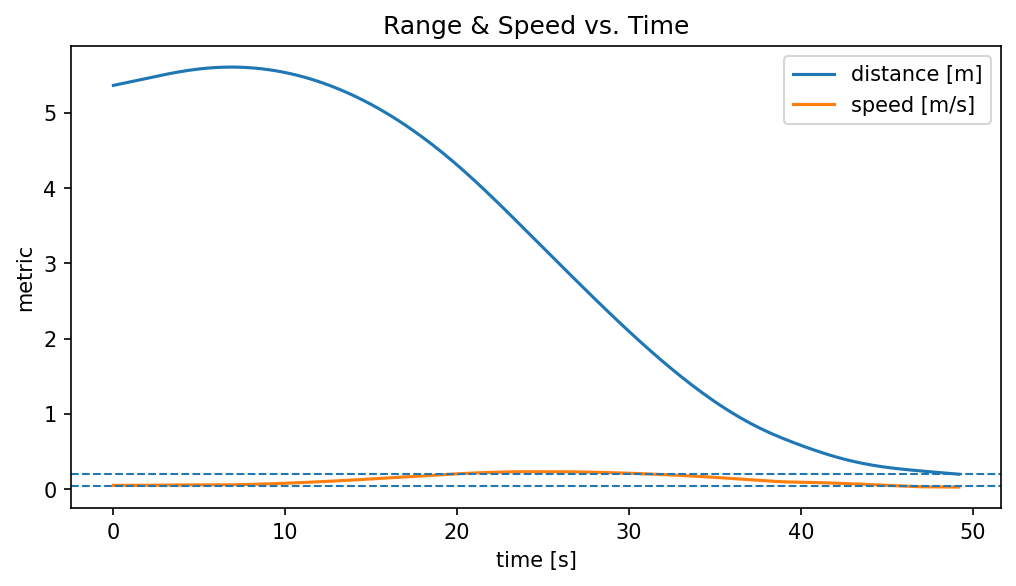 Range & Speed vs. Time
distance [m]
speed [m/s]
metric
5
4
3
2
1
0
0 10 20 30 40 50
time [s]